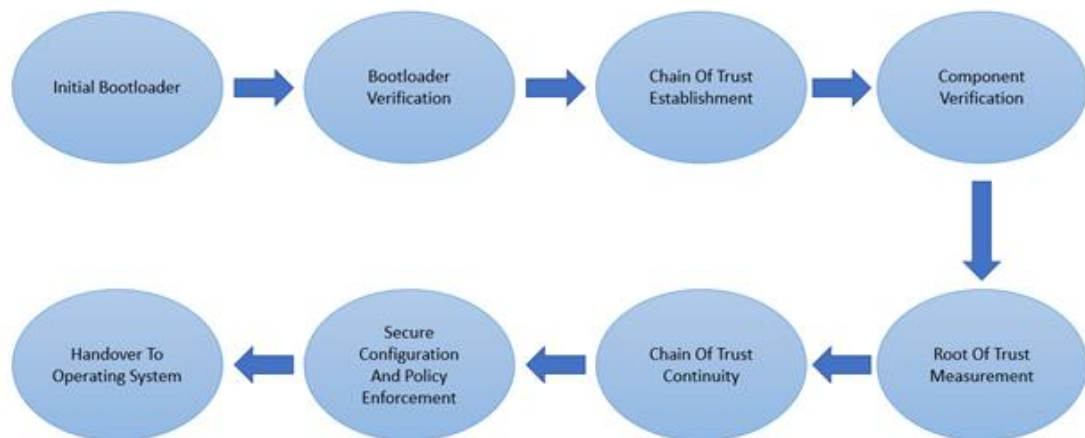 Initial Bootloader
Bootloader
Verification
Chain Of Trust
Establishment
Component
Verification
Root Of Trust
Measurement
Chain Of Trust
Continuity
Secure
Configuration
And Policy
Enforcement
Handover To
Operating System